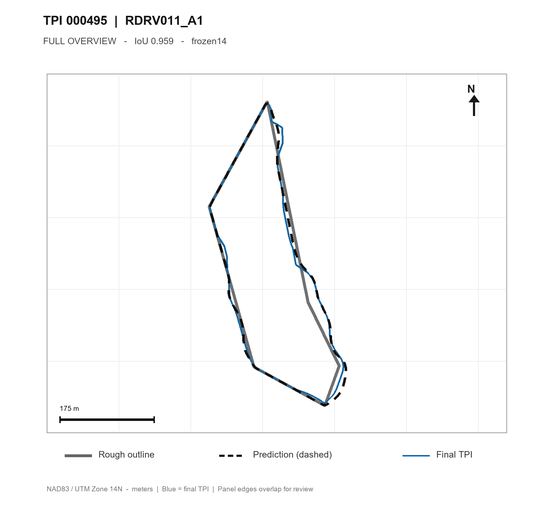 TPI 000495 | RDRV011_A1
FULL OVERVIEW - IoU 0.959 - frozen14
N
175 m
Rough outline Prediction (dashed) Final TPI
NAD83 / UTM Zone 14N - meters | Blue = final TPI | Panel edges overlap for review